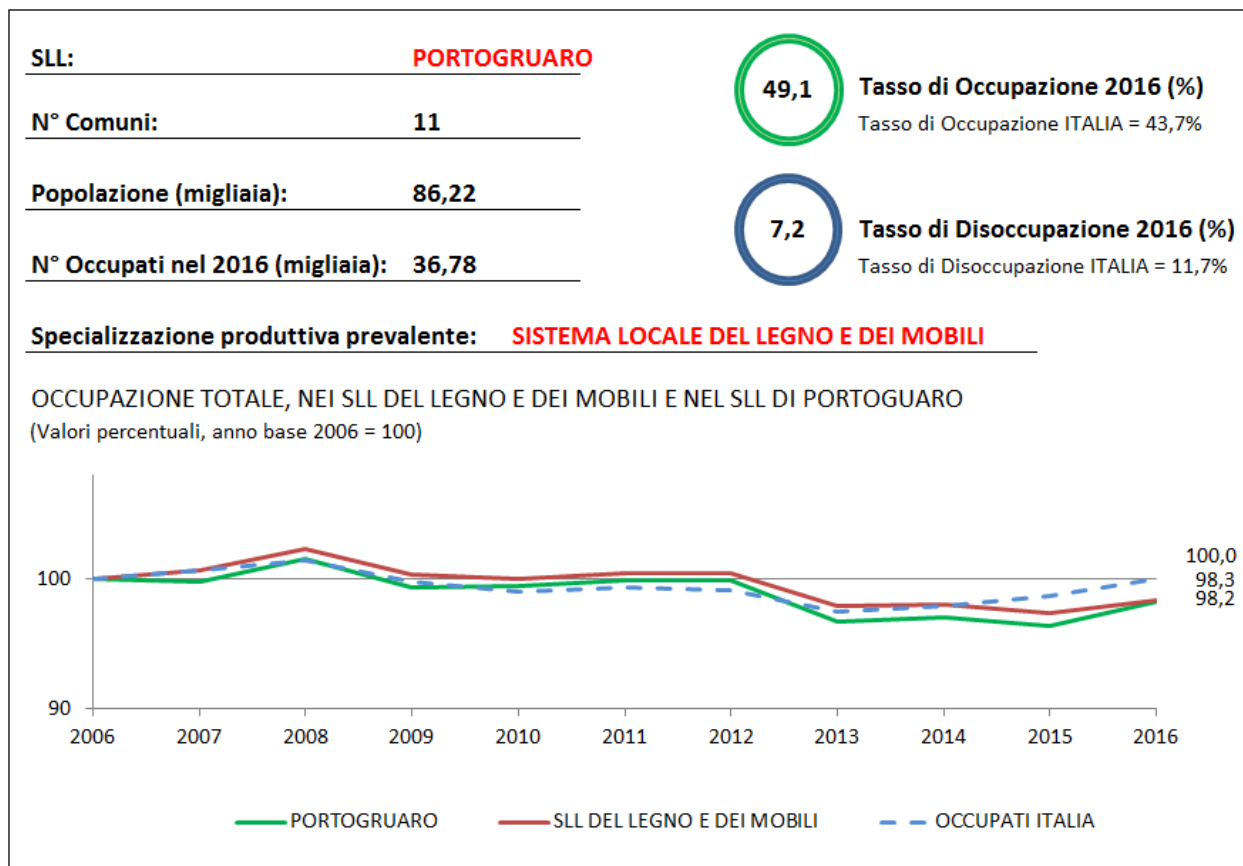 SLL: PORTOGRUARO
N° Comuni: 11
Popolazione (migliaia): 86,22
N° Occupati nel 2016 (migliaia): 36,78
49,1
Tasso di Occupazione 2016 (%)
Tasso di Occupazione ITALIA = 43,7%
7,2
Tasso di Disoccupazione 2016 (%)
Tasso di Disoccupazione ITALIA = 11,7%
Specializzazione produttiva prevalente: SISTEMA LOCALE DEL LEGNO E DEI MOBILI
OCCUPAZIONE TOTALE, NEI SLL DEL LEGNO E DEI MOBILI E NEL SLL DI PORTOGUARO
(Valori percentuali, anno base 2006 = 100)
100
90
100,0
98,3
98,2
2006 2007 2008 2009 2010 2011 2012 2013 2014 2015 2016
PORTOGRUARO SLL DEL LEGNO E DEI MOBILI OCCUPATI ITALIA